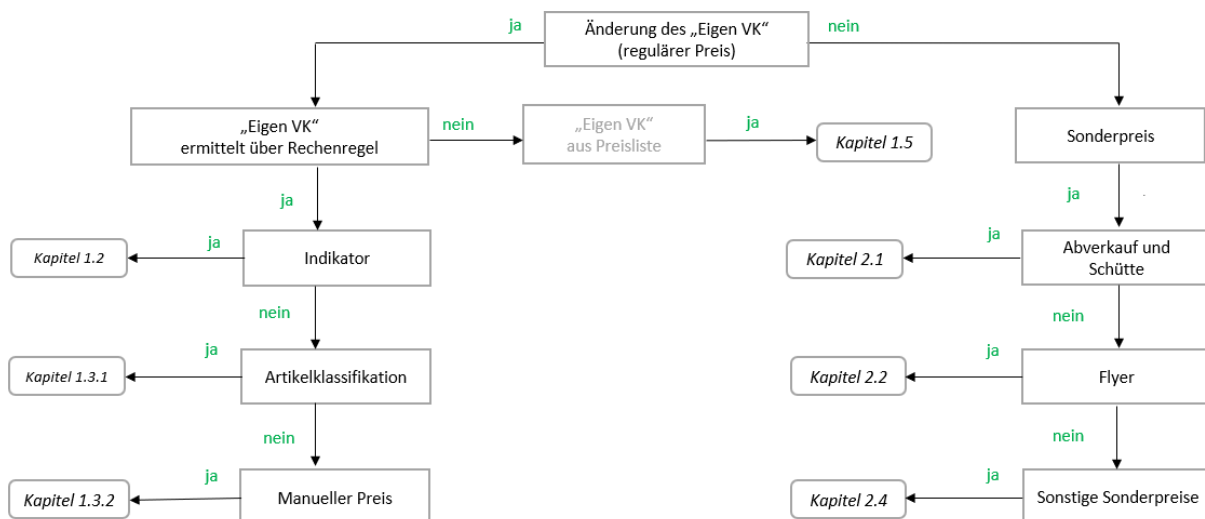 ja
Änderung des „Eigen VK“
(regulärer Preis)
nein
„Eigen VK“
ermittelt über Rechenregel
nein
„Eigen VK“
aus Preisliste
ja
Kapitel 1.5
Sonderpreis
ja
ja
Kapitel 1.2
ja
Indikator
Kapitel 2.1
ja
Abverkauf und
Schütte
nein
nein
Kapitel 1.3.1
ja
Artikelklassifikation
Kapitel 2.2
ja
Flyer
nein
nein
Kapitel 1.3.2
ja
Manueller Preis
Kapitel 2.4
ja
Sonstige Sonderpreise